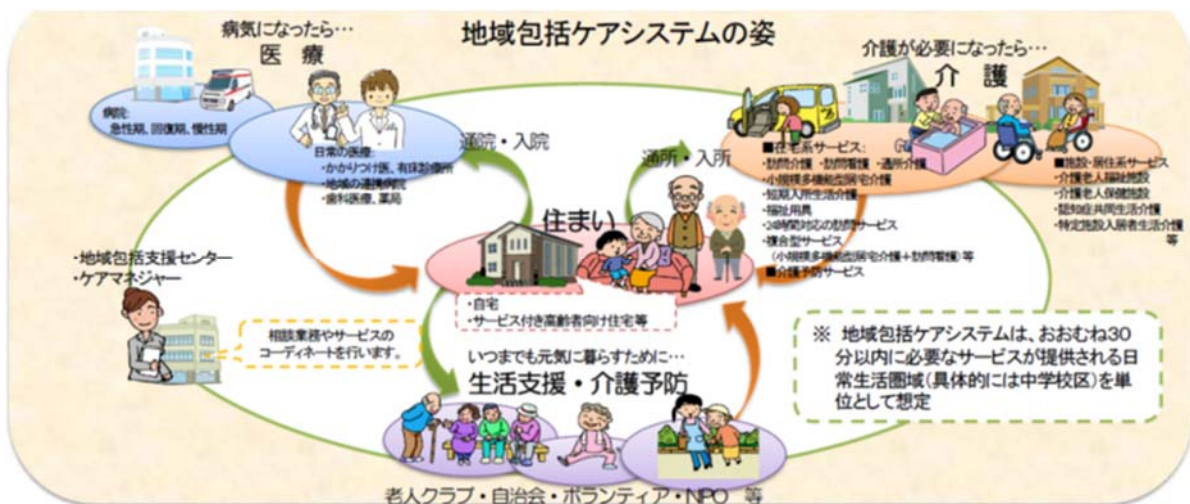 地域包括ケアシステムの姿
病気になったら…
医療
病院:
急性期、回復期、慢性期
日常の医療:
・かかりつけ医、有床診療所
・地域の連携病院
・歯科医療、薬局
通院・入院
通所・入所
介護が必要になったら…
介護
■在宅系サービス:
・訪問介護・訪問看護・通所介護
・小規模多機能型居宅介護
・短期入所生活介護
・福祉用具
・24時間対応の訪問サービス
・複合型サービス
(小規模多機能型居宅介護+訪問看護)等
■介護予防サービス
■施設・居住系サービス
・介護老人福祉施設
・介護老人保健施設
・認知症共同生活介護
・特定施設入居者生活介護
等
住まい
・自宅
・サービス付き高齢者向け住宅等
・地域包括支援センター
・ケアマネジャー
相談業務やサービスの
コーディネートを行います。
いつまでも元気に暮らすために…
生活支援・介護予防
老人クラブ・自治会・ボランティア・NPO 等
※ 地域包括ケアシステムは、おおむね30
分以内に必要なサービスが提供される日
常生活圏域(具体的には中学校区)を単
位として想定